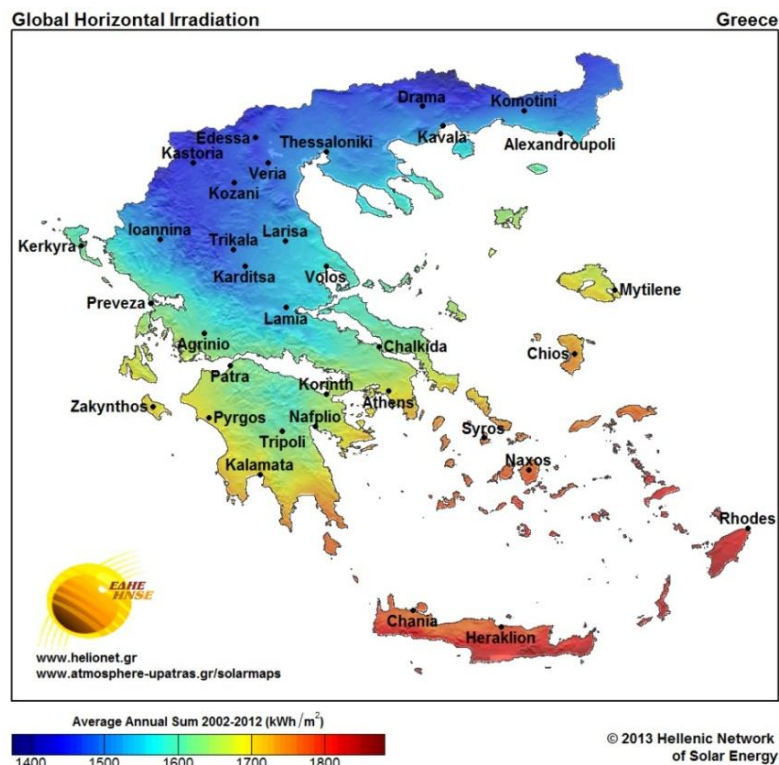 Global Horizontal Irradiation
Greece
Drama
Komotini
Kavala
Alexandroupoli
Edessa
Thessaloniki
Kastoria
Veria
Kozani
Ioannina
Larisa
Kerkyra
Trikala
Karditsa
Volos
Mytilene
Preveza
Lamia
Agrinio
Chalkida
Chios
Patra
Korinth
Athens
Zakynthos
Pyrgos
Nafplio
Syros
Tripoli
Kalamata
Naxos
Rhodes
ΕΔΗΕ
HNSE
Chania
Heraklion
www.helionet.gr
www.atmosphere-upatras.gr/solarmaps
Average Annual Sum 2002-2012 (kWh/m²)
1400 1500 1600 1700 1800
© 2013 Hellenic Network
of Solar Energy